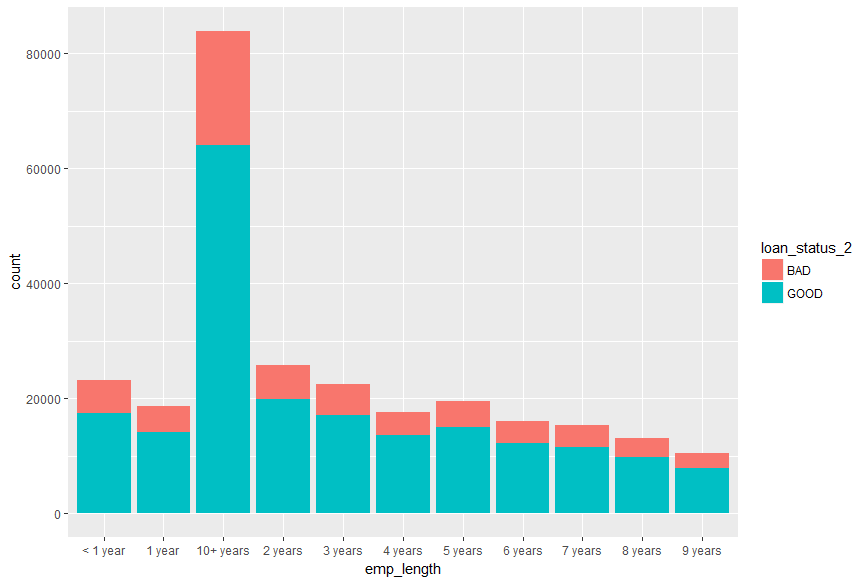 80000
60000
40000
20000
0
count
< 1 year 1 year 10+ years 2 years 3 years 4 years 5 years 6 years 7 years 8 years 9 years
emp_length
loan_status_2
BAD
GOOD